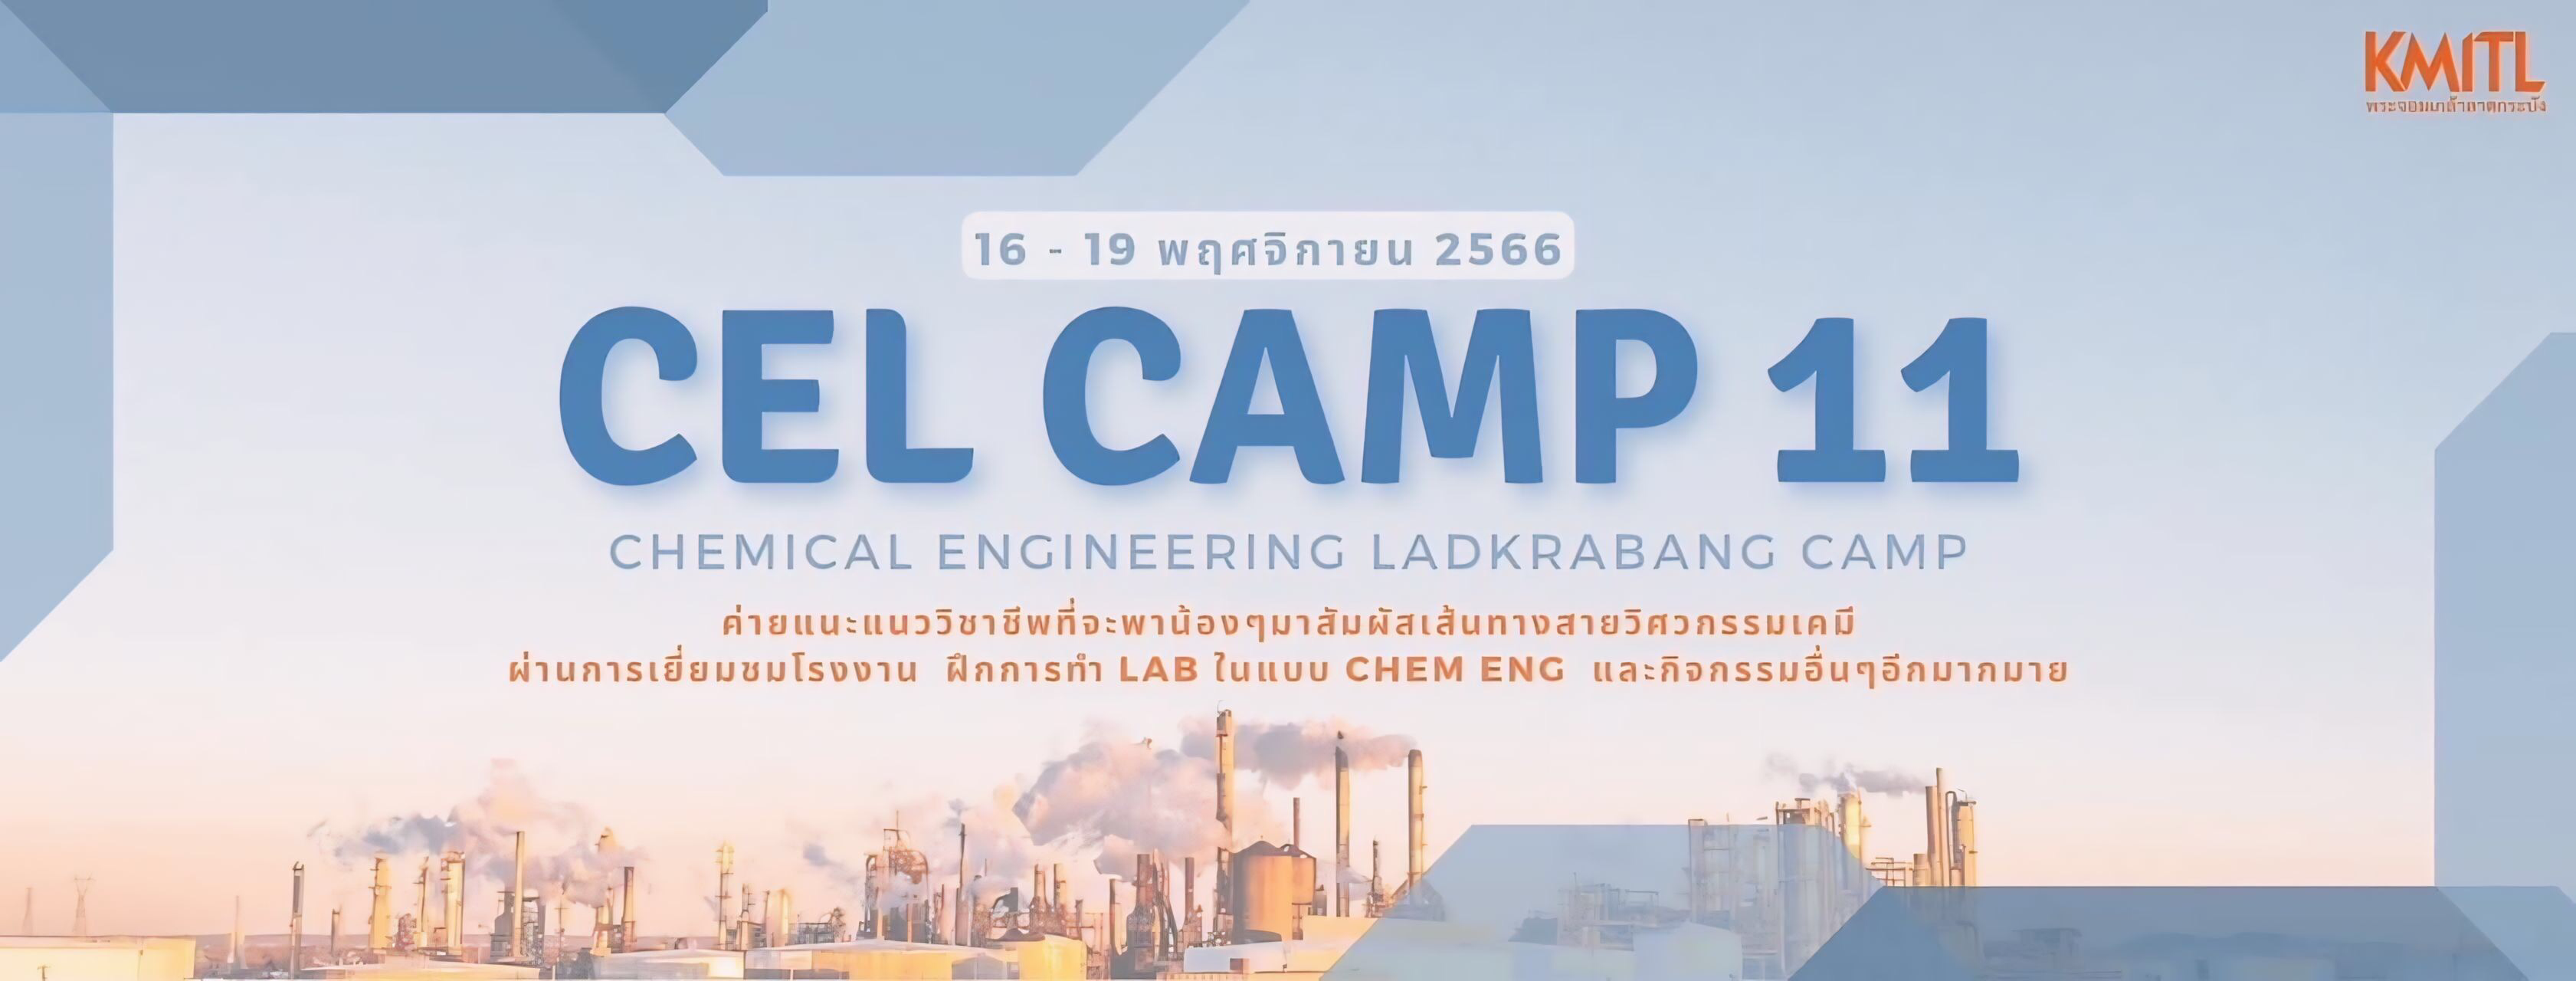 KMITL
พระจอมเกล้าลาดกระบัง
16 - 19 พฤศจิกายน 2566
CEL CAMP 11
CHEMICAL ENGINEERING LADKRABANG CAMP
ค่ายแนะแนววิชาชีพที่จะพาน้องๆมาสัมผัสเส้นทางสายวิศวกรรมเคมี
ผ่านการเยี่ยมชมโรงงาน ฝึกการทำ LAB ในแบบ CHEM ENG และกิจกรรมอื่นๆอีกมากมาย